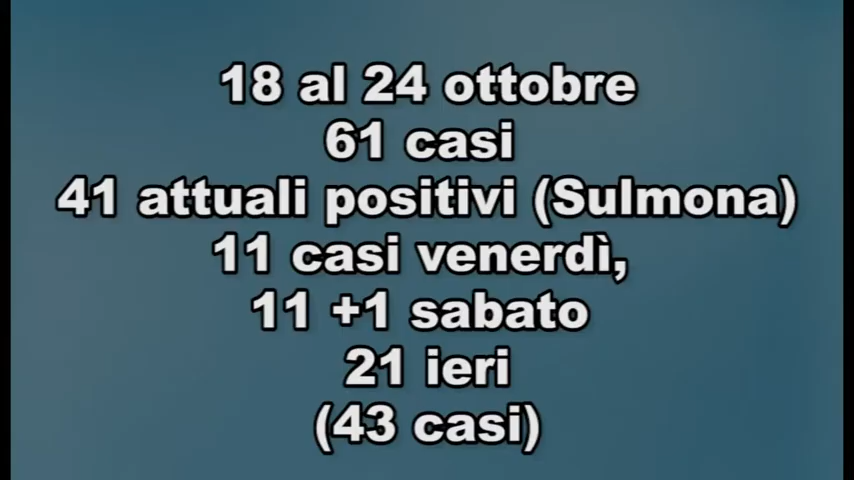 18 al 24 ottobre
61 casi
41 attuali positivi (Sulmona)
11 casi venerdì,
11 +1 sabato
21 ieri
(43 casi)